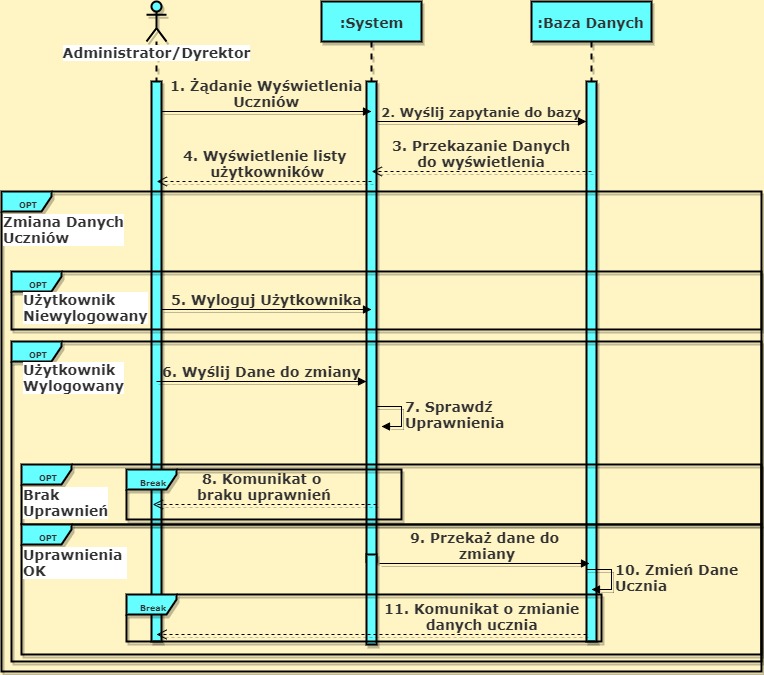 :System
:Baza Danych
Administrator/Dyrektor
1. Żądanie Wyświetlenia
Uczniów
2. Wyślij zapytanie do bazy
3. Przekazanie Danych
do wyświetlenia
4. Wyświetlenie listy
użytkowników
OPT
Zmiana Danych
Uczniów
OPT
Użytkownik
Niewylogowany
5. Wyloguj Użytkownika
OPT
Użytkownik
Wylogowany
6. Wyślij Dane do zmiany
7. Sprawdź
Uprawnienia
OPT
Brak
Uprawnień
Break
8. Komunikat o
braku uprawnień
OPT
Uprawnienia
OK
9. Przekaż dane do
zmiany
10. Zmień Dane
Ucznia
Break
11. Komunikat o zmianie
danych ucznia